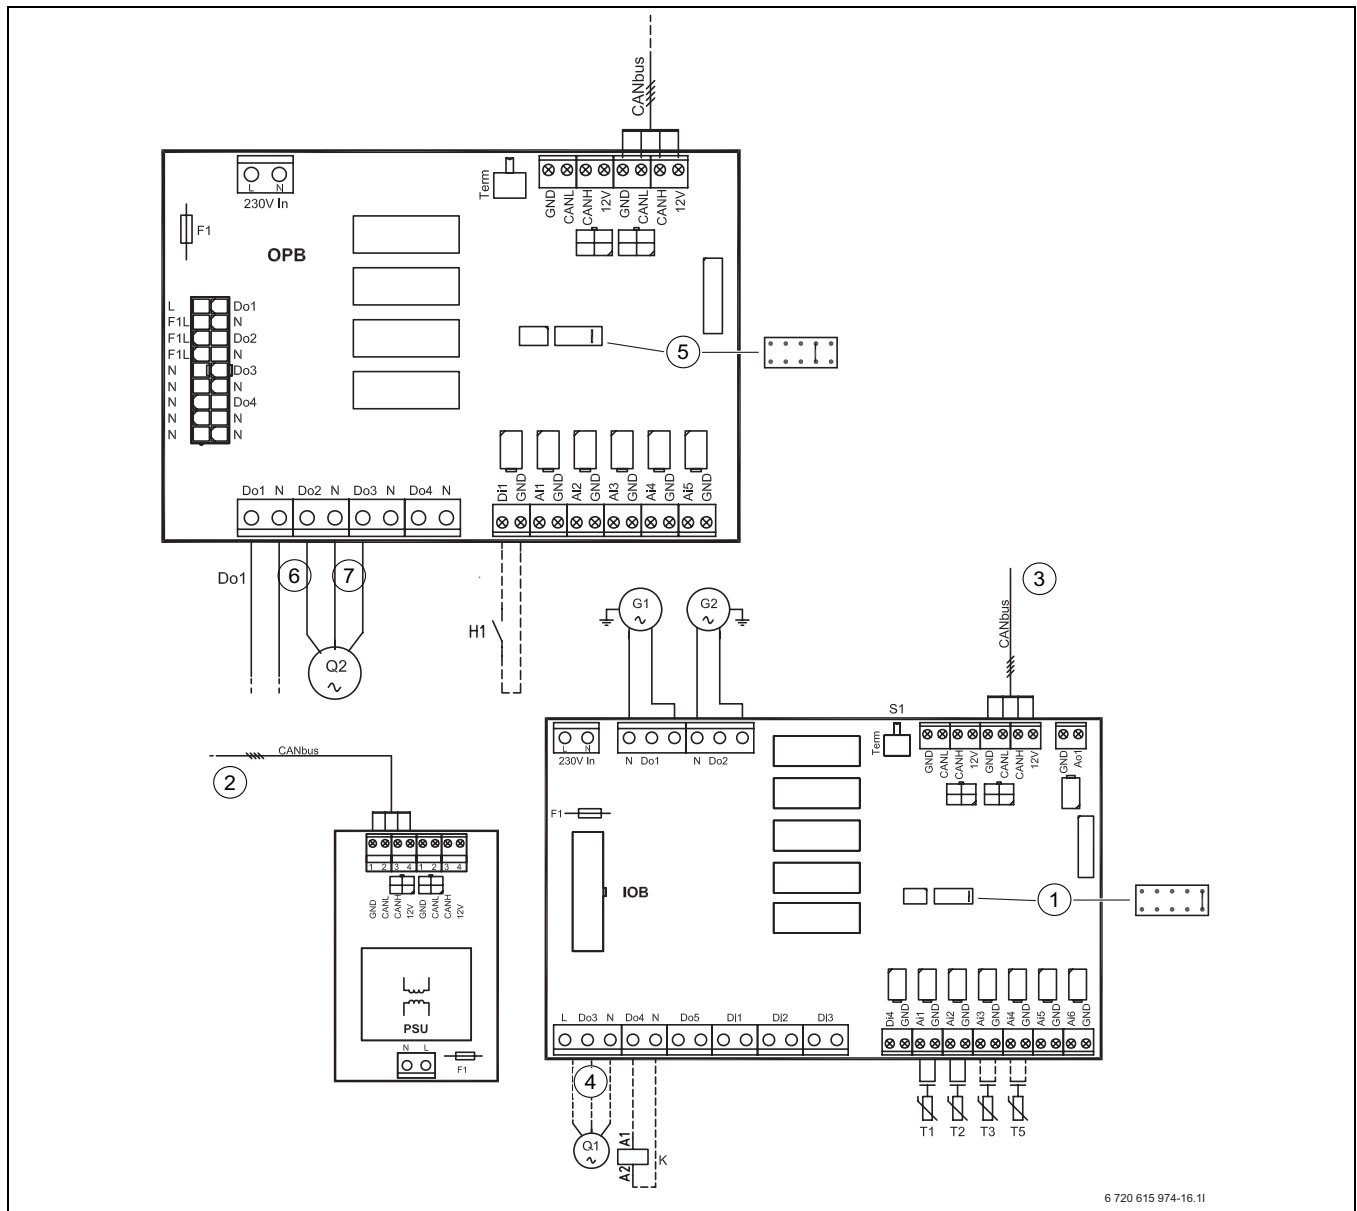 CANbus
Term
GND CANL CANH 12V GND CANL CANH 12V
L N
230V In
F1
OPB
L Do1
F1L N
F1L Do2
F1L N
N Do3
N N
N Do4
N N
N N
5
Do1 N Do2 N Do3 N Do4 N
Di1 GND AI1 GND AI2 GND AI3 GND Ai4 GND Ai5 GND
Do1
6
7
Q2
~
H1
G1
~
G2
~
3
CANbus
S1
Term
L N
230V In
N Do1 N Do2
GND CANL CANH 12V GND CANL CANH 12V
GND Ao1
2
CANbus
1 2 3 4 1 2 3 4
GND CANL CANH 12V GND CANL CANH 12V
PSU
N L
F1
F1
IOB
1
L Do3 N Do4 N Do5 DI1 DI2 DI3
Di4 GND Ai1 GND Ai2 GND Ai3 GND Ai4 GND Ai5 GND Ai6 GND
4
Q1
~
A1
A2
K
T1 T2 T3 T5
6 720 615 974-16.1I